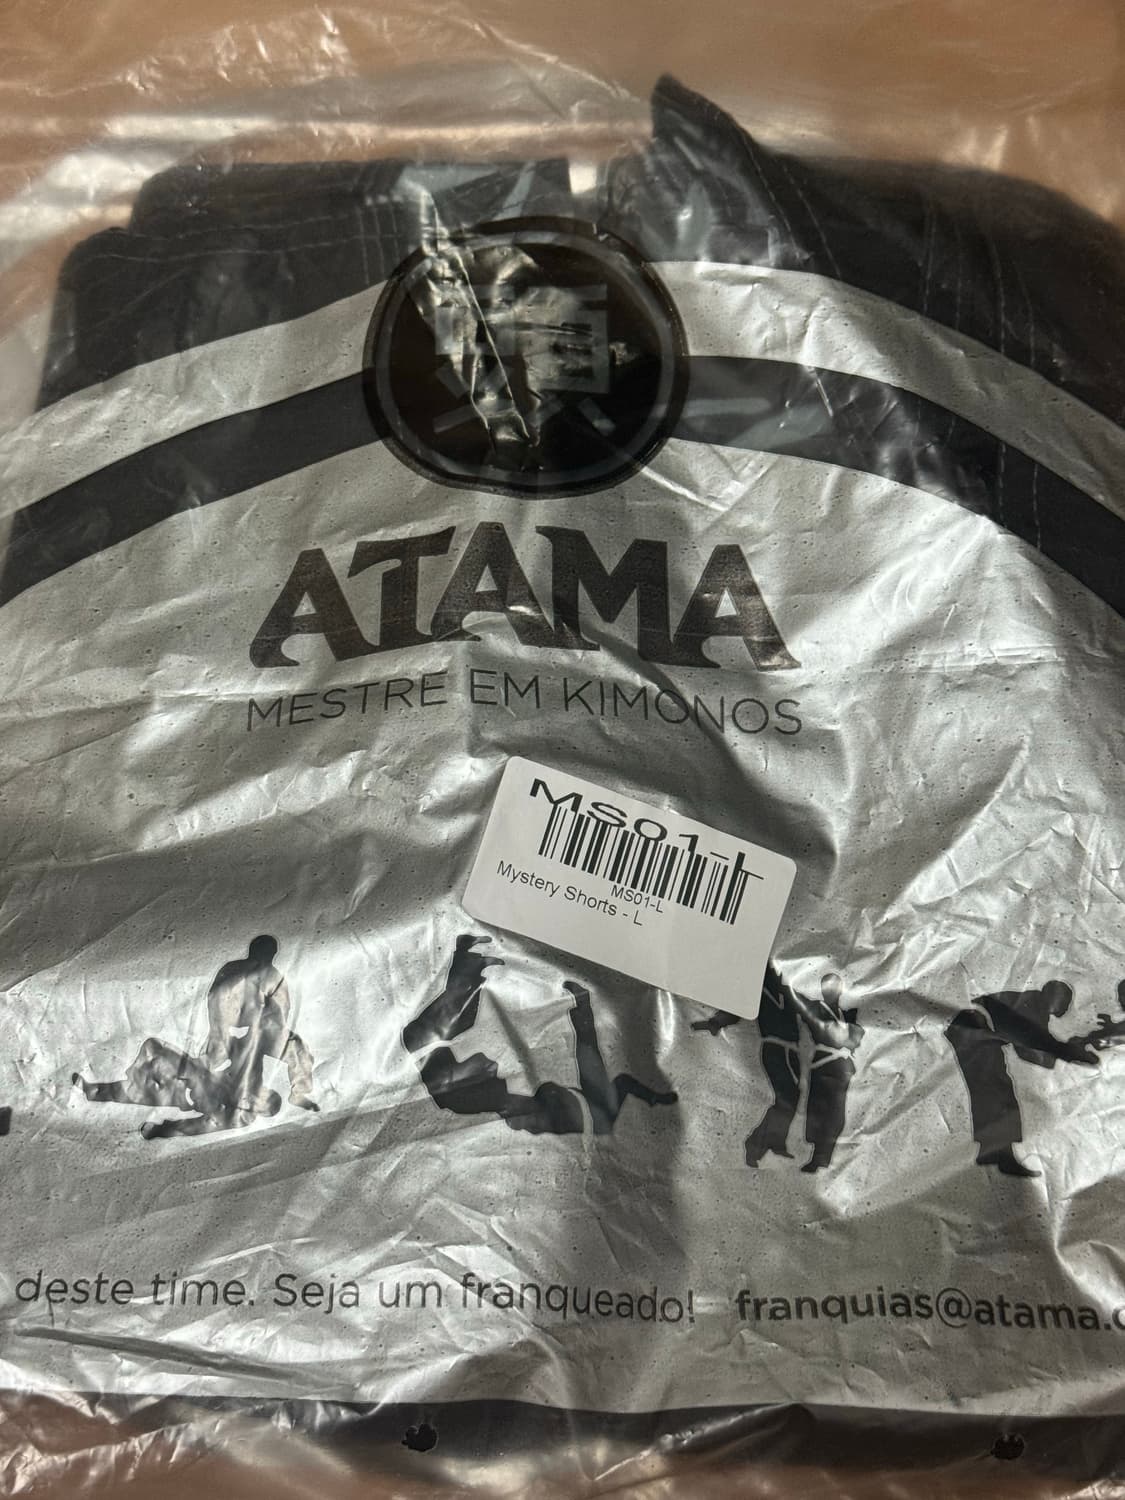 ATAMA
MESTRE EM KIMONOS
MS01-L
MS01-L
Mystery Shorts - L
deste time. Seja um franqueado! franquias@atama.c